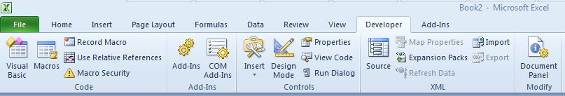 Book2 - Microsoft Excel
File Home Insert Page Layout Formulas Data Review View Developer Add-Ins
Visual Basic
Macros
Record Macro
Use Relative References
Macro Security
Code
Add-Ins
COM Add-Ins
Add-Ins
Insert
Design Mode
Properties
View Code
Run Dialog
Controls
Source
Map Properties
Expansion Packs
Refresh Data
Import
Export
XML
Document Panel
Modify